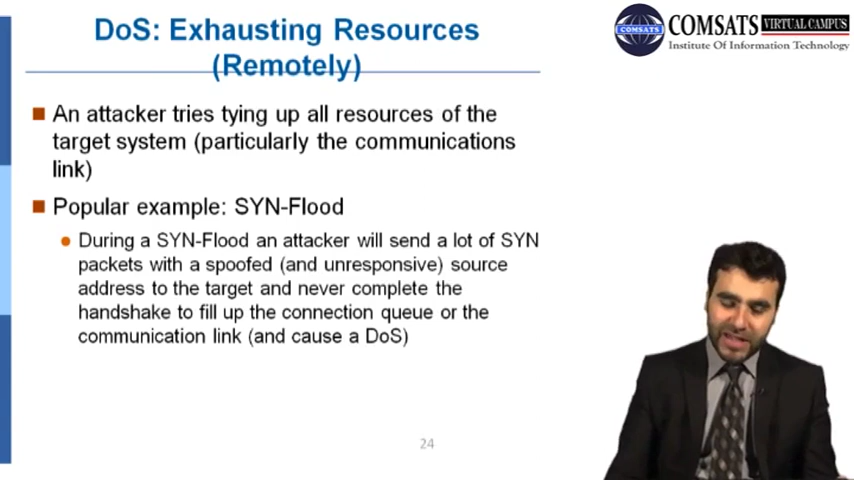 DoS: Exhausting Resources
(Remotely)
COMSATS VIRTUAL CAMPUS
Institute Of Information Technology
COMSATS
■ An attacker tries tying up all resources of the
target system (particularly the communications
link)
■ Popular example: SYN-Flood
● During a SYN-Flood an attacker will send a lot of SYN
packets with a spoofed (and unresponsive) source
address to the target and never complete the
handshake to fill up the connection queue or the
communication link (and cause a DoS)
24